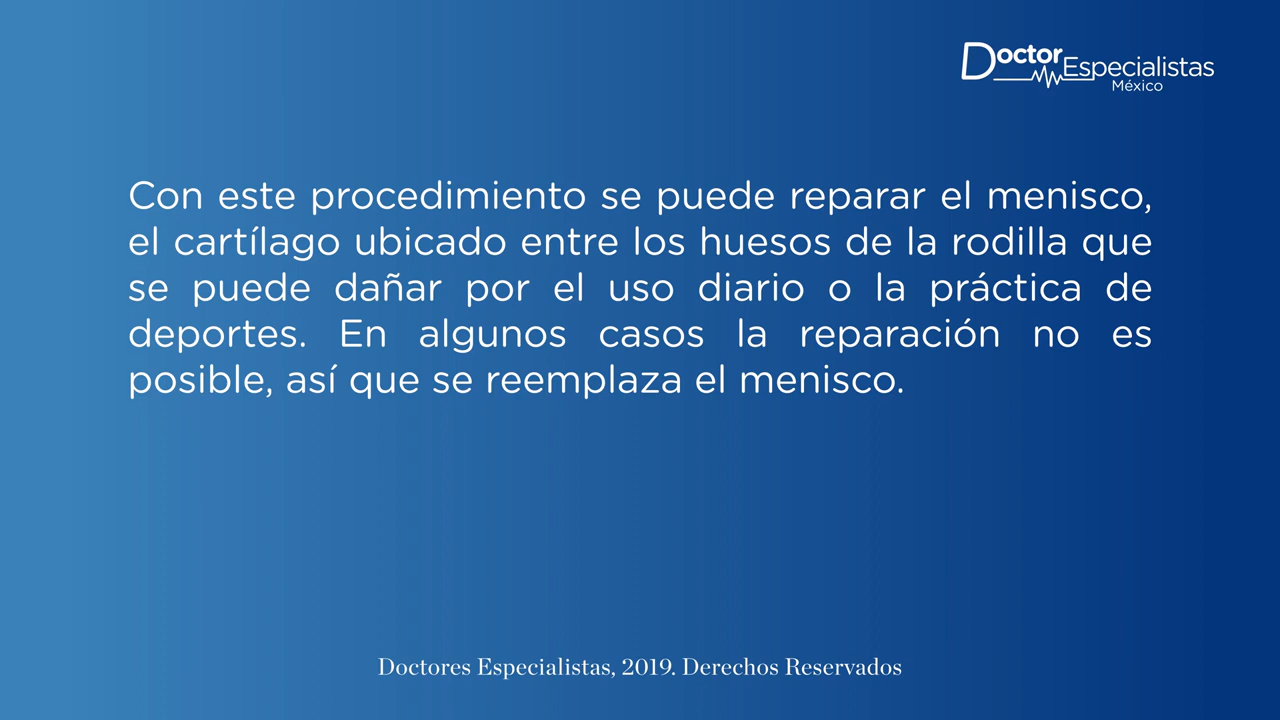 Doctor Especialistas
México
Con este procedimiento se puede reparar el menisco,
el cartílago ubicado entre los huesos de la rodilla que
se puede dañar por el uso diario o la práctica de
deportes. En algunos casos la reparación no es
posible, así que se reemplaza el menisco.
Doctores Especialistas, 2019. Derechos Reservados